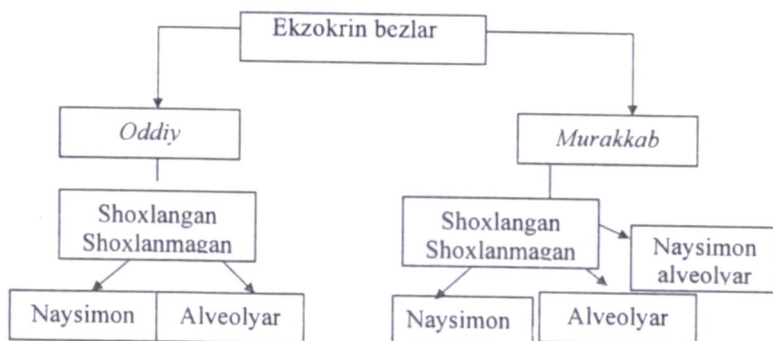 Ekzokrin bezlar
Oddiy
Murakkab
Shoxlangan
Shoxlanmagan
Shoxlangan
Shoxlanmagan
Naysimon
alveolyar
Naysimon
Alveolyar
Naysimon
Alveolyar